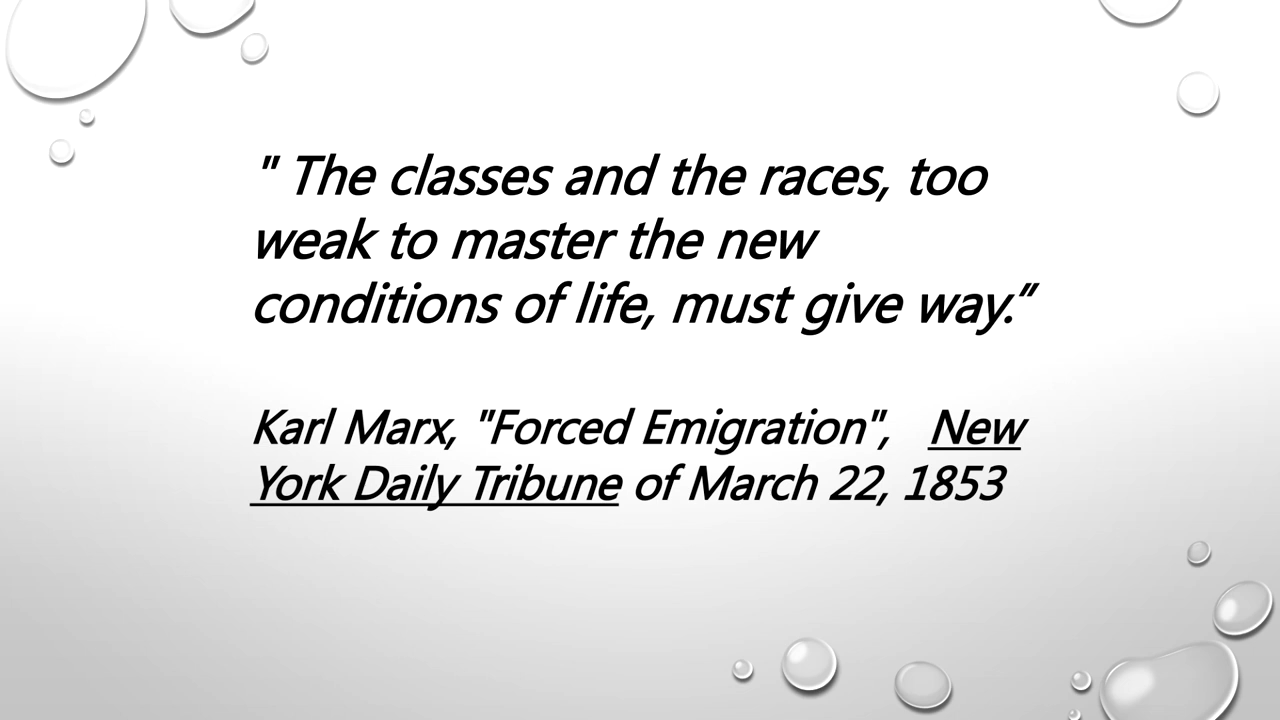 " The classes and the races, too
weak to master the new
conditions of life, must give way.“
Karl Marx, "Forced Emigration", New
York Daily Tribune of March 22, 1853